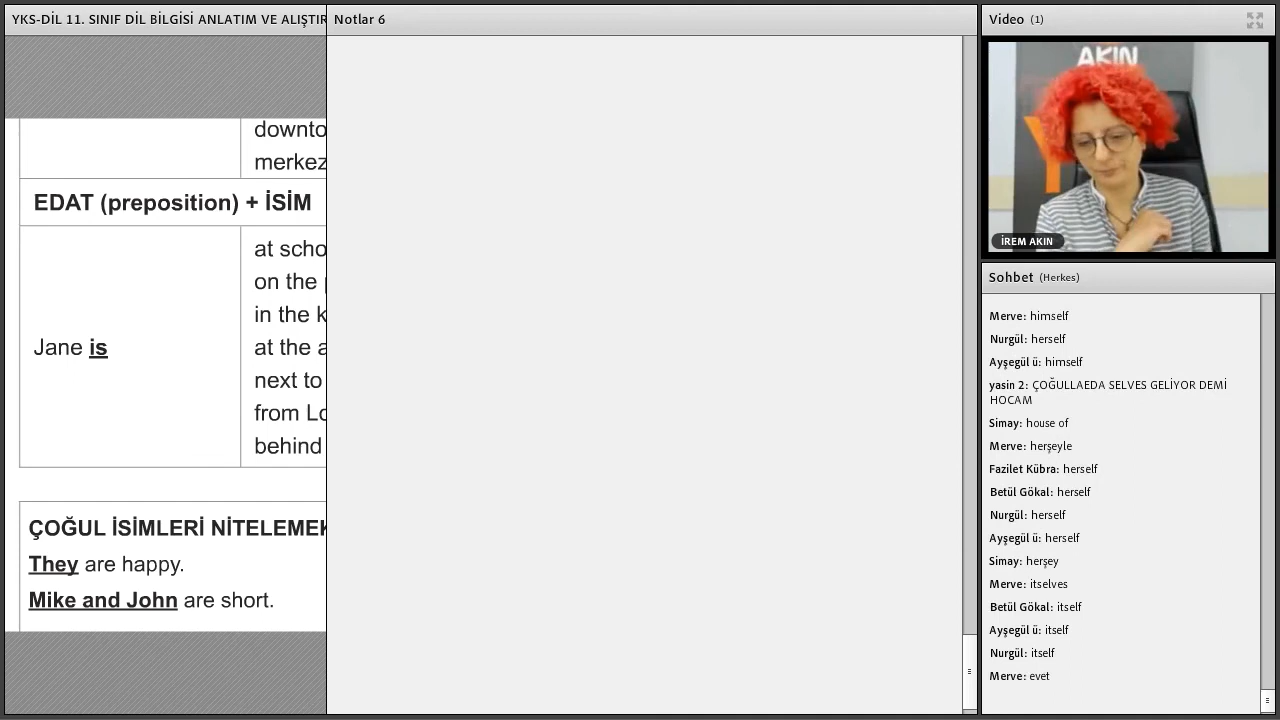 YKS-DİL 11. SINIF DİL BİLGİSİ ANLATIM VE ALIŞTIR
downto
merkez
EDAT (preposition) + İSİM
Jane is
at scho
on the p
in the k
at the a
next to
from Lo
behind
ÇOĞUL İSİMLERİ NİTELEMEK
They are happy.
Mike and John are short.
Notlar 6
Video (1)
AKIN
İREM AKIN
Sohbet (Herkes)
Merve: himself
Nurgül: herself
Ayşegül ü: himself
yasin 2: ÇOĞULLAEDA SELVES GELİYOR DEMİ
HOCAM
Simay: house of
Merve: herşeyle
Fazilet Kübra: herself
Betül Gökal: herself
Nurgül: herself
Ayşegül ü: herself
Simay: herşey
Merve: itselves
Betül Gökal: itself
Ayşegül ü: itself
Nurgül: itself
Merve: evet